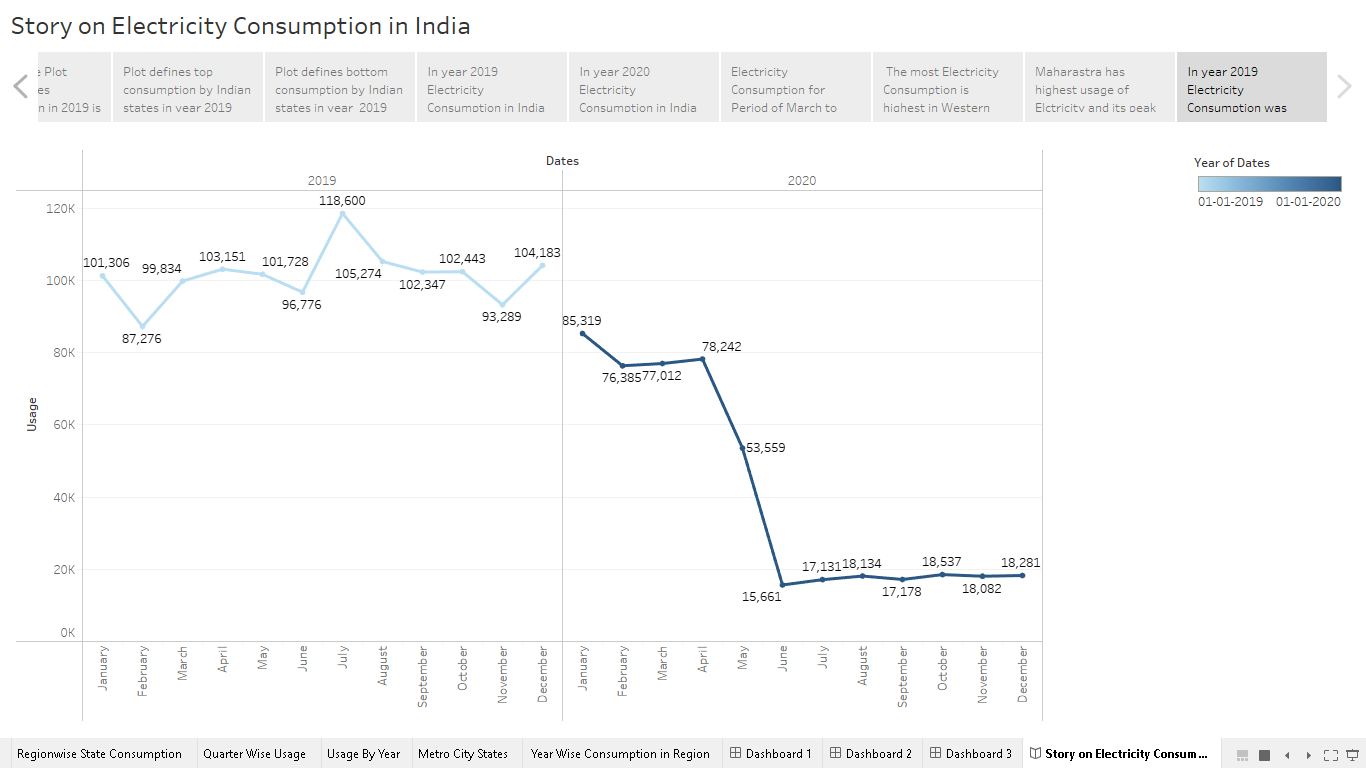 Story on Electricity Consumption in India
e Plot
es
n in 2019 is
Plot defines top
consumption by Indian
states in year 2019
Plot defines bottom
consumption by Indian
states in year 2019
In year 2019
Electricity
Consumption in India
In year 2020
Electricity
Consumption in India
Electricity
Consumption for
Period of March to
The most Electricity
Consumption is
highest in Western
Maharastra has
highest usage of
Elctricity and its peak
In year 2019
Electricity
Consumption was
Dates
2019
2020
Year of Dates
01-01-2019 01-01-2020
Usage
120K
100K
80K
60K
40K
20K
0K
101,306
87,276
99,834
103,151
101,728
96,776
118,600
105,274
102,347
102,443
93,289
104,183
85,319
76,385
77,012
78,242
53,559
15,661
17,131
18,134
17,178
18,537
18,082
18,281
January
February
March
April
May
June
July
August
September
October
November
December
January
February
March
April
May
June
July
August
September
October
November
December
Regionwise State Consumption
Quarter Wise Usage
Usage By Year
Metro City States
Year Wise Consumption in Region
Dashboard 1
Dashboard 2
Dashboard 3
Story on Electricity Consum...